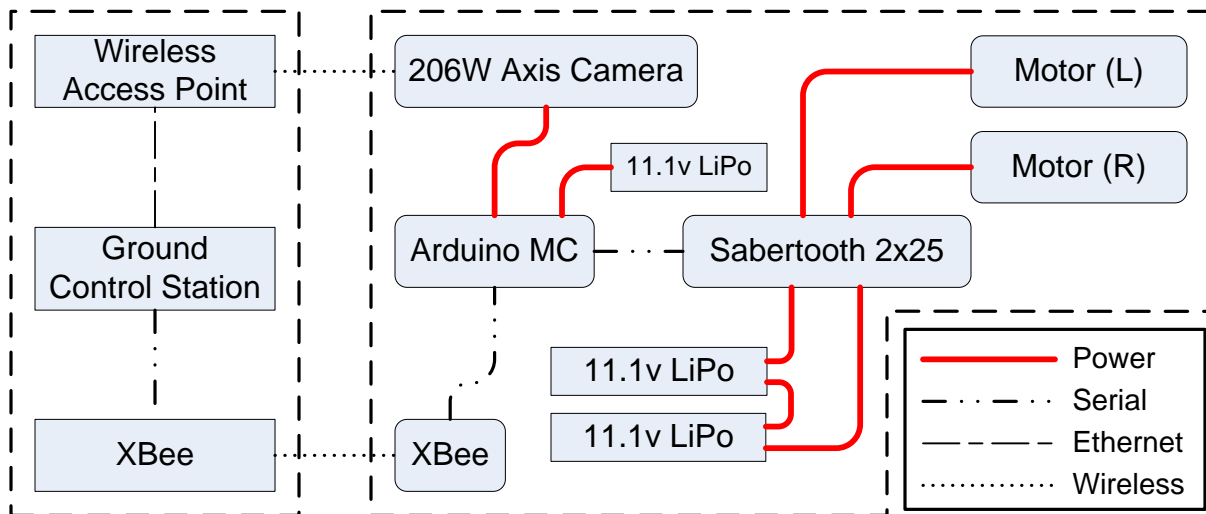 Wireless
Access Point
206W Axis Camera
Motor (L)
11.1v LiPo
Motor (R)
Ground
Control Station
Arduino MC
Sabertooth 2x25
11.1v LiPo
11.1v LiPo
XBee
XBee
Power
Serial
Ethernet
Wireless